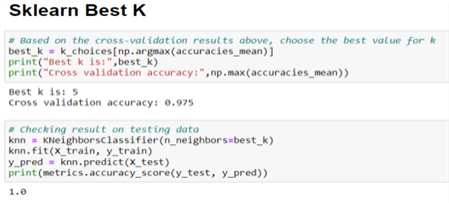 Sklearn Best K
# Based on the cross-validation results above, choose the best value for k
best_k = k_choices[np.argmax(accuracies_mean)]
print("Best k is:",best_k)
print("Cross validation accuracy:",np.max(accuracies_mean))
Best k is: 5
Cross validation accuracy: 0.975
# Checking result on testing data
knn = KNeighborsClassifier(n_neighbors=best_k)
knn.fit(X_train, y_train)
y_pred = knn.predict(X_test)
print(metrics.accuracy_score(y_test, y_pred))
1.0